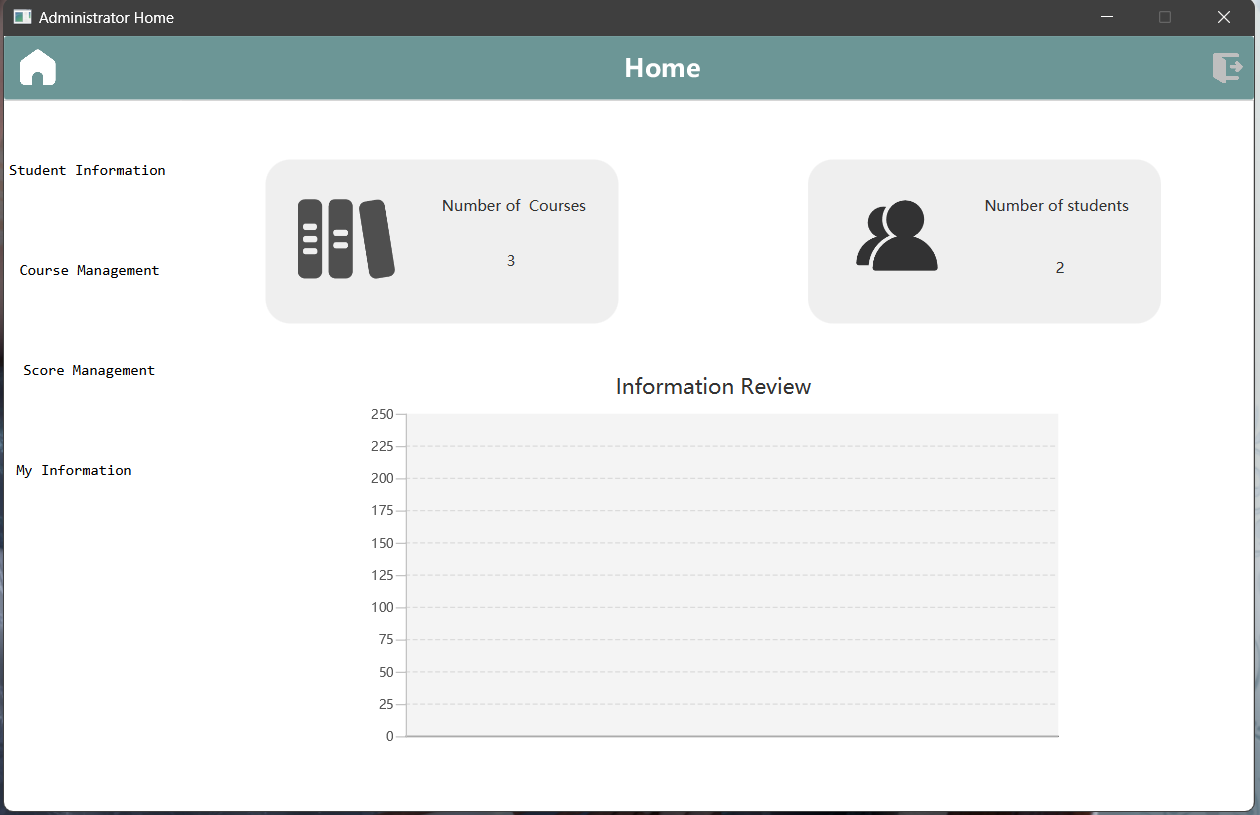 Administrator Home
Home
Student Information
Course Management
Score Management
My Information
Number of  Courses
3
Number of students
2
Information Review
250
225
200
175
150
125
100
75
50
25
0